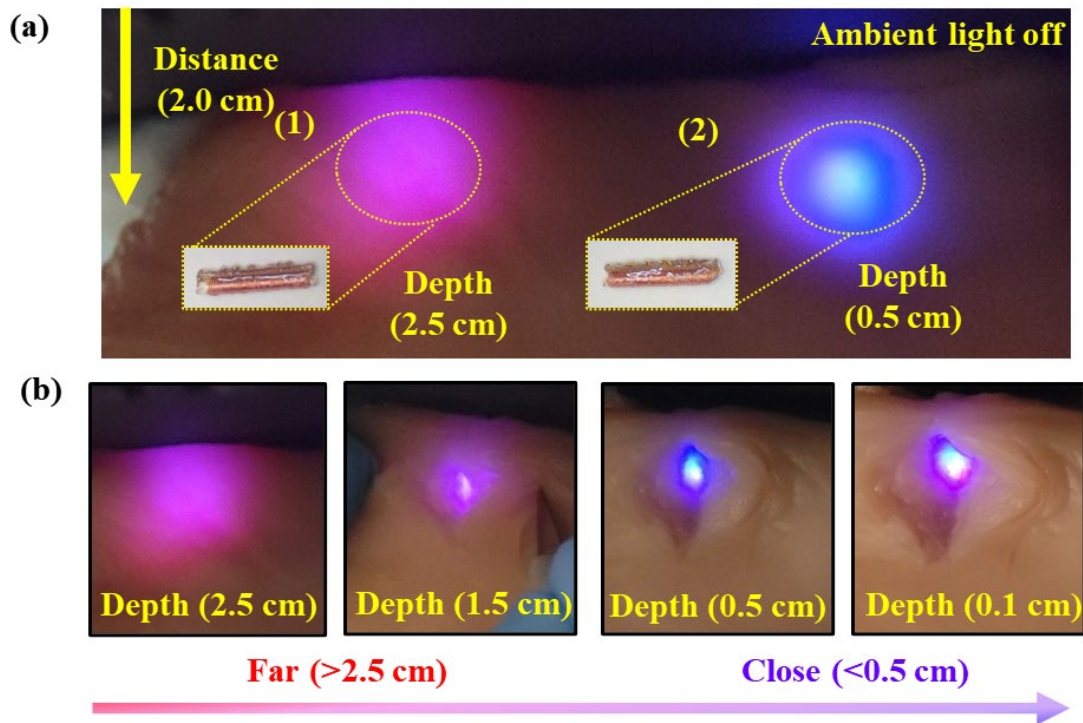 (a)
Ambient light off
Distance
(2.0 cm)
(1)
(2)
Depth
(2.5 cm)
Depth
(0.5 cm)
(b)
Depth (2.5 cm)
Depth (1.5 cm)
Depth (0.5 cm)
Depth (0.1 cm)
Far (>2.5 cm)
Close (<0.5 cm)